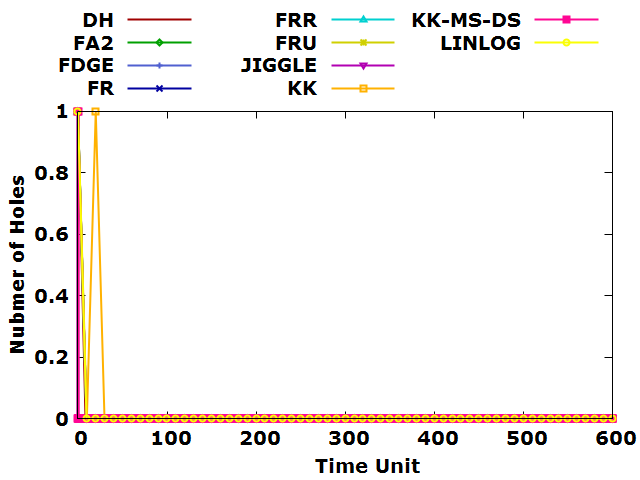 DH FRR KK-MS-DS
FA2 FRU LINLOG
FDGE JIGGLE
FR KK
1
0.8
0.6
0.4
0.2
0
Nubmer of Holes
0 100 200 300 400 500 600
Time Unit